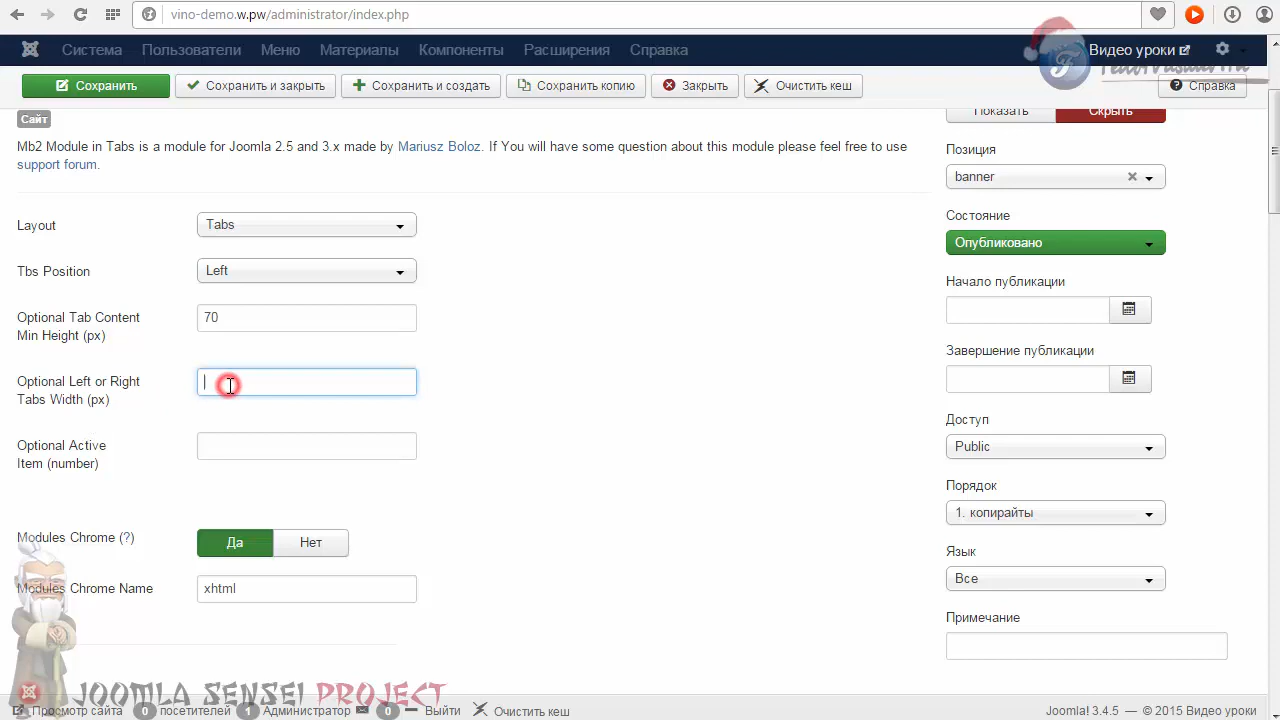 vino-demo.w.pw/administrator/index.php
Система Пользователи Меню Материалы Компоненты Расширения Справка Видео уроки
Сохранить Сохранить и закрыть Сохранить и создать Сохранить копию Закрыть Очистить кеш Справка
Сайт
Mb2 Module in Tabs is a module for Joomla 2.5 and 3.x made by Mariusz Boloz. If You will have some question about this module please feel free to use
support forum.
Layout
Tabs
Tbs Position
Left
Optional Tab Content
Min Height (px)
70
Optional Left or Right
Tabs Width (px)
Optional Active
Item (number)
Modules Chrome (?)
Да Нет
Modules Chrome Name
xhtml
Показать Скрыть
Позиция
banner
Состояние
Опубликовано
Начало публикации
Завершение публикации
Доступ
Public
Порядок
1. копирайты
Язык
Все
Примечание
JOOMLA SENSEI PROJECT
Просмотр сайта 0 посетителей 1 Администратор 0 Выйти Очистить кеш
Joomla! 3.4.5 — © 2015 Видео уроки